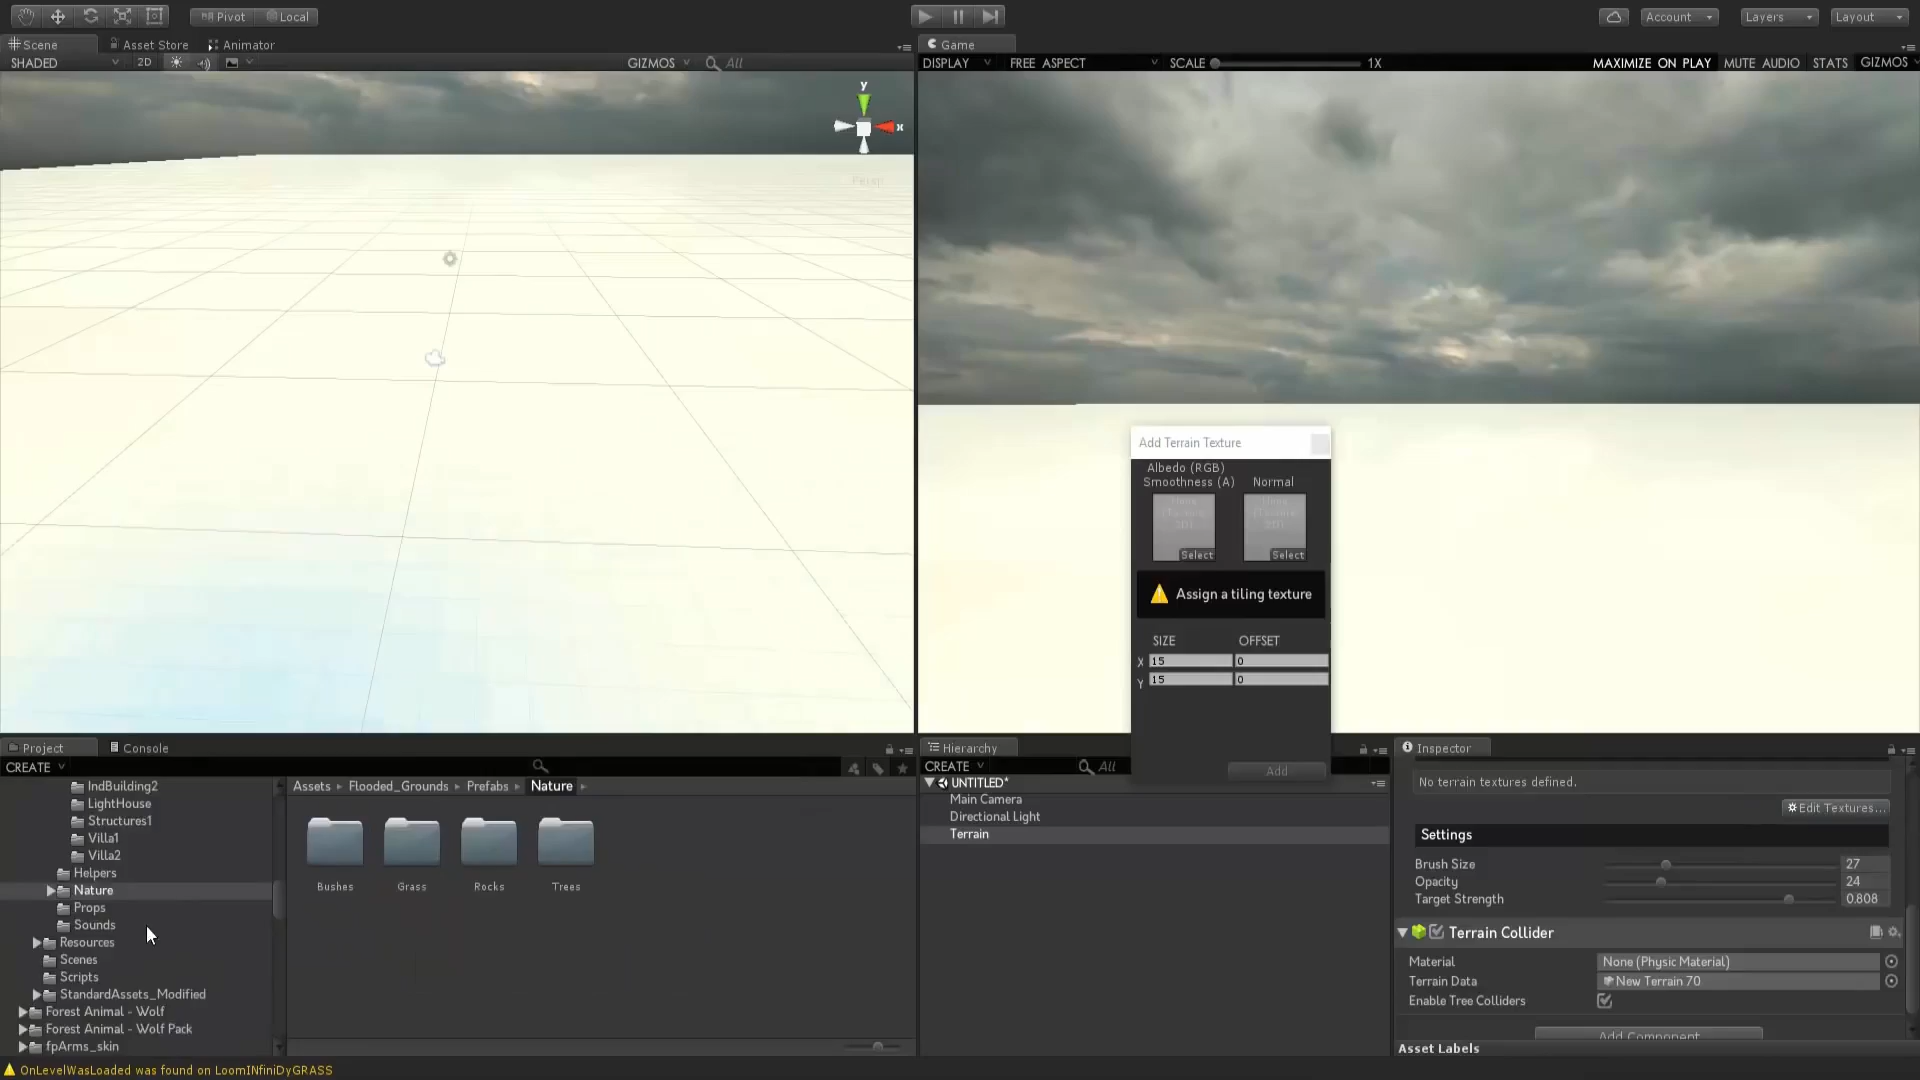 Pivot Local
Account Layers Layout
Scene Asset Store Animator
SHADED 2D GIZMOS All
y
x
Persp
Game
DISPLAY FREE ASPECT SCALE 1X MAXIMIZE ON PLAY MUTE AUDIO STATS GIZMOS
Add Terrain Texture
Albedo (RGB)
Smoothness (A) Normal
Select Select
Assign a tiling texture
SIZE OFFSET
X 15 0
Y 15 0
Add
Project Console
CREATE
IndBuilding2
LightHouse
Structures1
Villa1
Villa2
Helpers
Nature
Props
Sounds
Resources
Scenes
Scripts
StandardAssets_Modified
Forest Animal - Wolf
Forest Animal - Wolf Pack
fpArms_skin
Assets Flooded_Grounds Prefabs Nature
Bushes Grass Rocks Trees
Hierarchy
CREATE All
UNTITLED*
Main Camera
Directional Light
Terrain
Inspector
No terrain textures defined.
Edit Textures...
Settings
Brush Size 27
Opacity 24
Target Strength 0.808
Terrain Collider
Material None (Physic Material)
Terrain Data New Terrain 70
Enable Tree Colliders
Add Component
Asset Labels
OnLevelWasLoaded was found on LoomINfiniDyGRASS